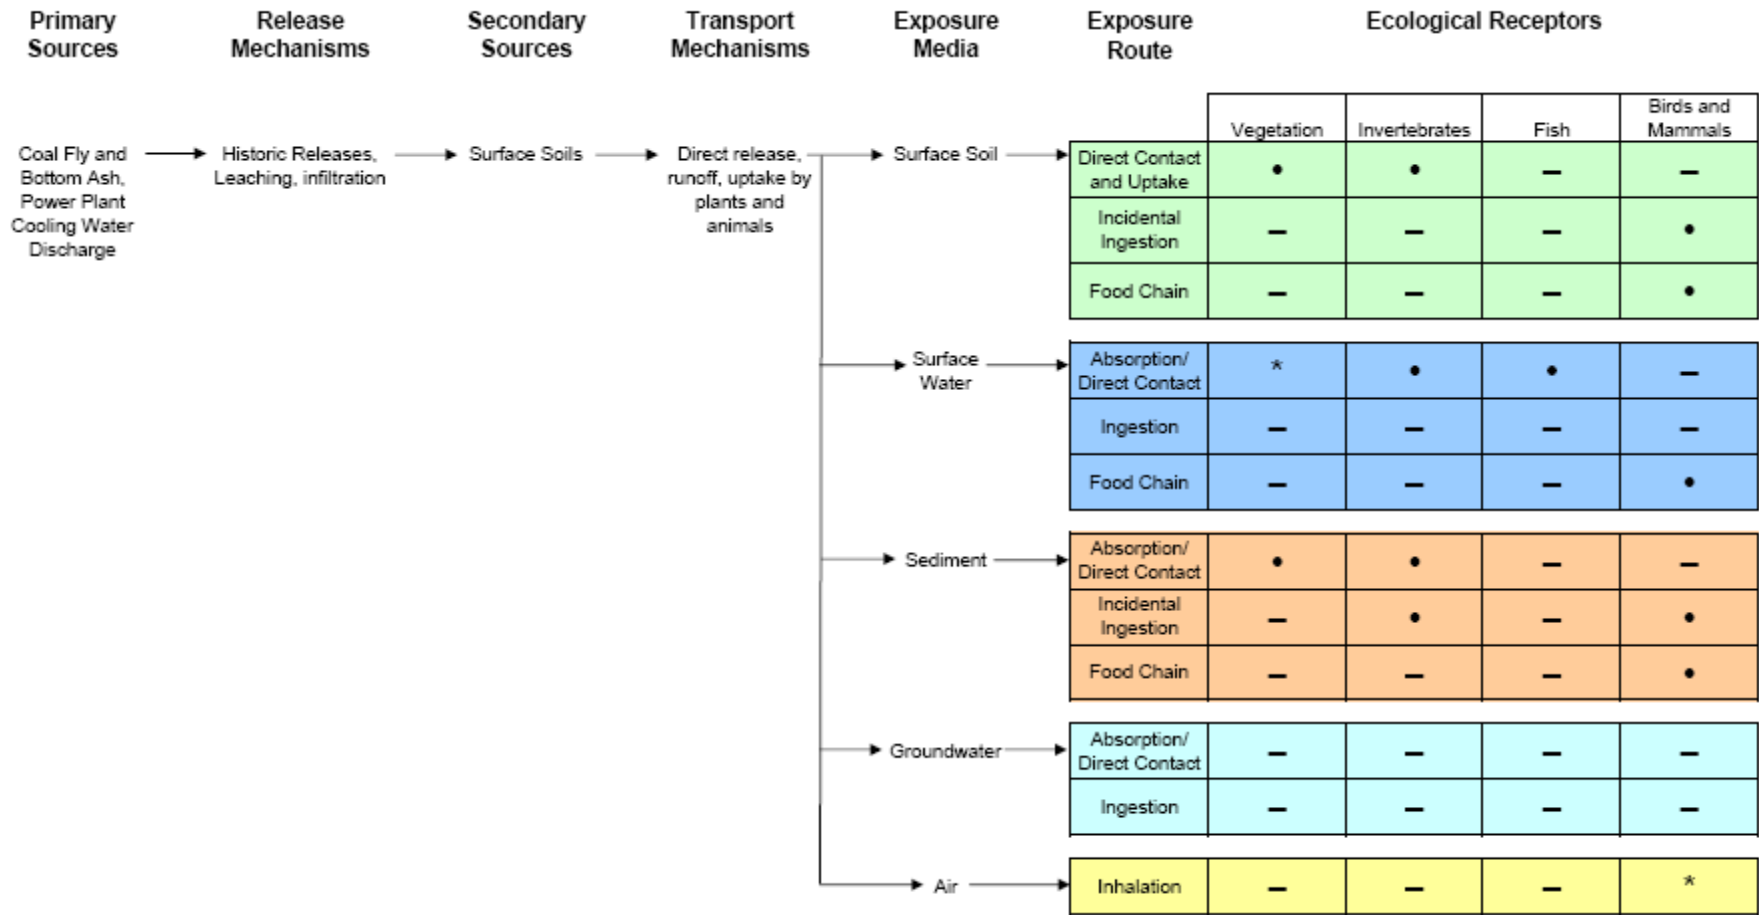 Primary Sources
Release Mechanisms
Secondary Sources
Transport Mechanisms
Exposure Media
Exposure Route
Ecological Receptors
Vegetation
Invertebrates
Fish
Birds and
Mammals
Coal Fly and
Bottom Ash,
Power Plant
Cooling Water
Discharge
Historic Releases,
Leaching, infiltration
Surface Soils
Direct release,
runoff, uptake by
plants and
animals
Surface Soil
Direct Contact
and Uptake
• • – –
Incidental
Ingestion
– – – •
Food Chain
– – – •
Surface
Water
Absorption/
Direct Contact
* • • –
Ingestion
– – – –
Food Chain
– – – •
Sediment
Absorption/
Direct Contact
• • – –
Incidental
Ingestion
– • – •
Food Chain
– – – •
Groundwater
Absorption/
Direct Contact
– – – –
Ingestion
– – – –
Air
Inhalation
– – – *